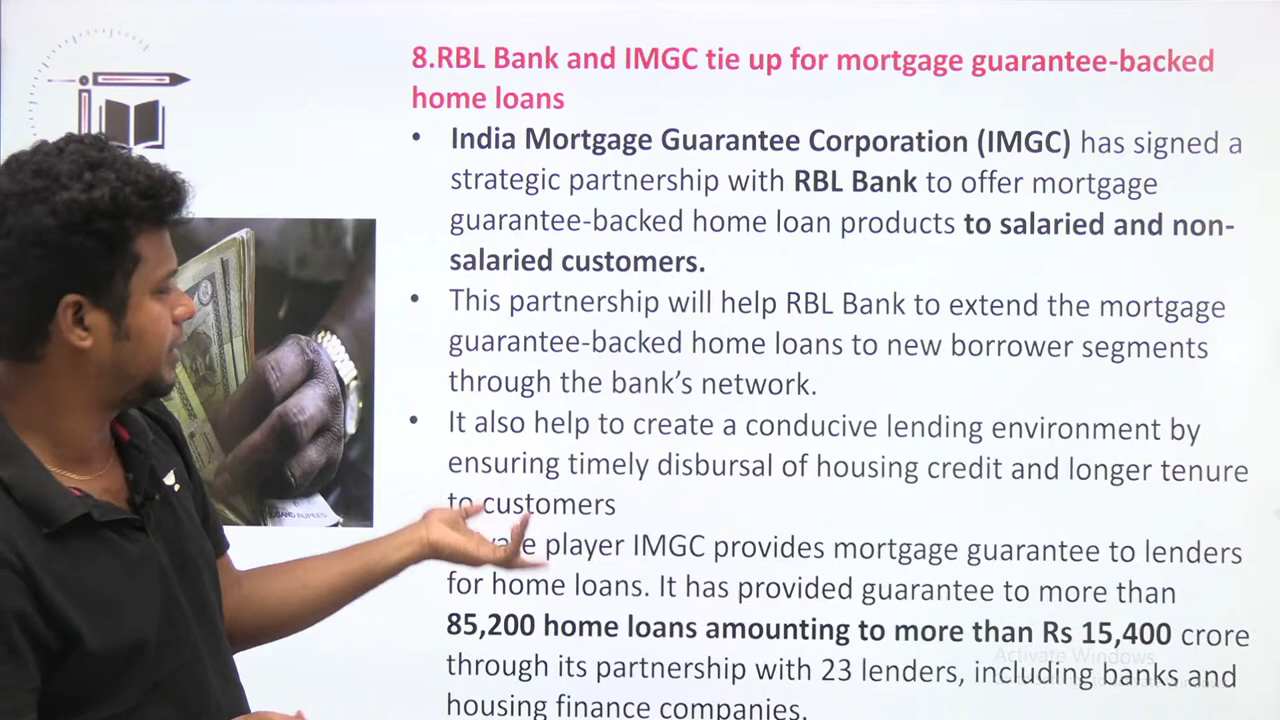 8.RBL Bank and IMGC tie up for mortgage guarantee-backed
home loans
• India Mortgage Guarantee Corporation (IMGC) has signed a
strategic partnership with RBL Bank to offer mortgage
guarantee-backed home loan products to salaried and non-
salaried customers.
• This partnership will help RBL Bank to extend the mortgage
guarantee-backed home loans to new borrower segments
through the bank's network.
• It also help to create a conducive lending environment by
ensuring timely disbursal of housing credit and longer tenure
to customers
player IMGC provides mortgage guarantee to lenders
for home loans. It has provided guarantee to more than
85,200 home loans amounting to more than Rs 15,400 crore
through its partnership with 23 lenders, including banks and
housing finance companies.
Activate Windows
RUPEES